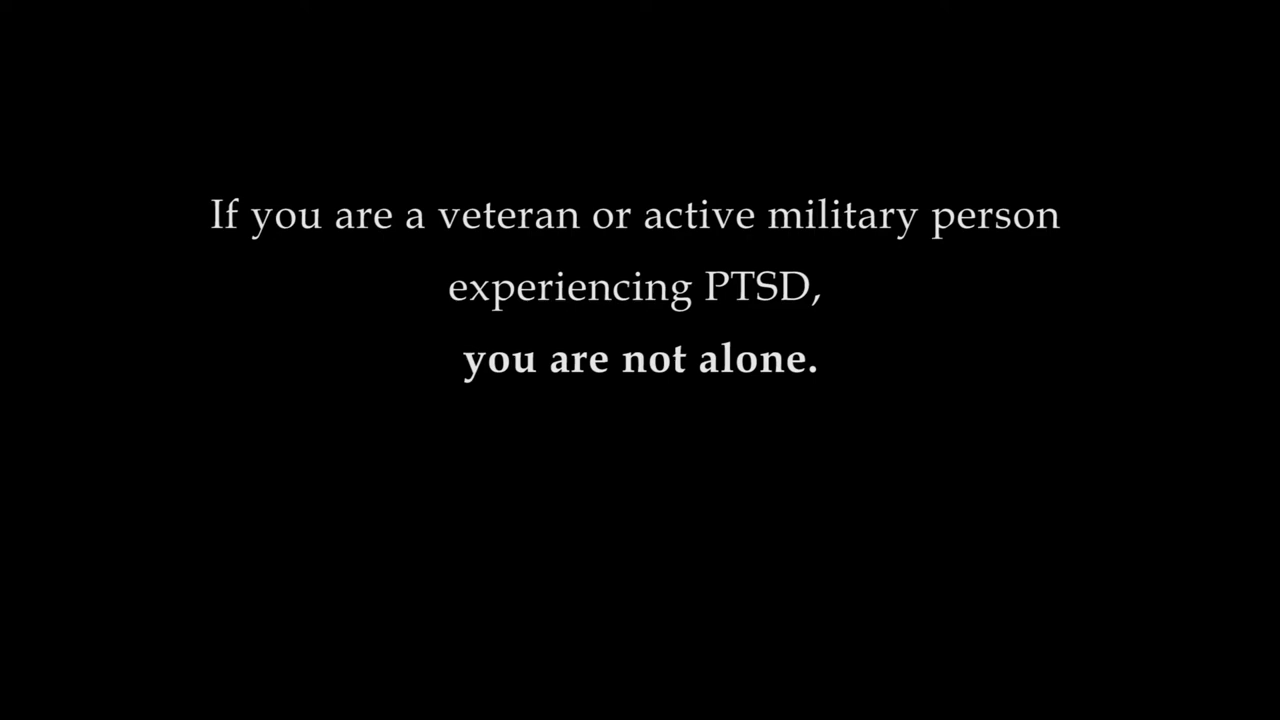 If you are a veteran or active military person
experiencing PTSD,
you are not alone.